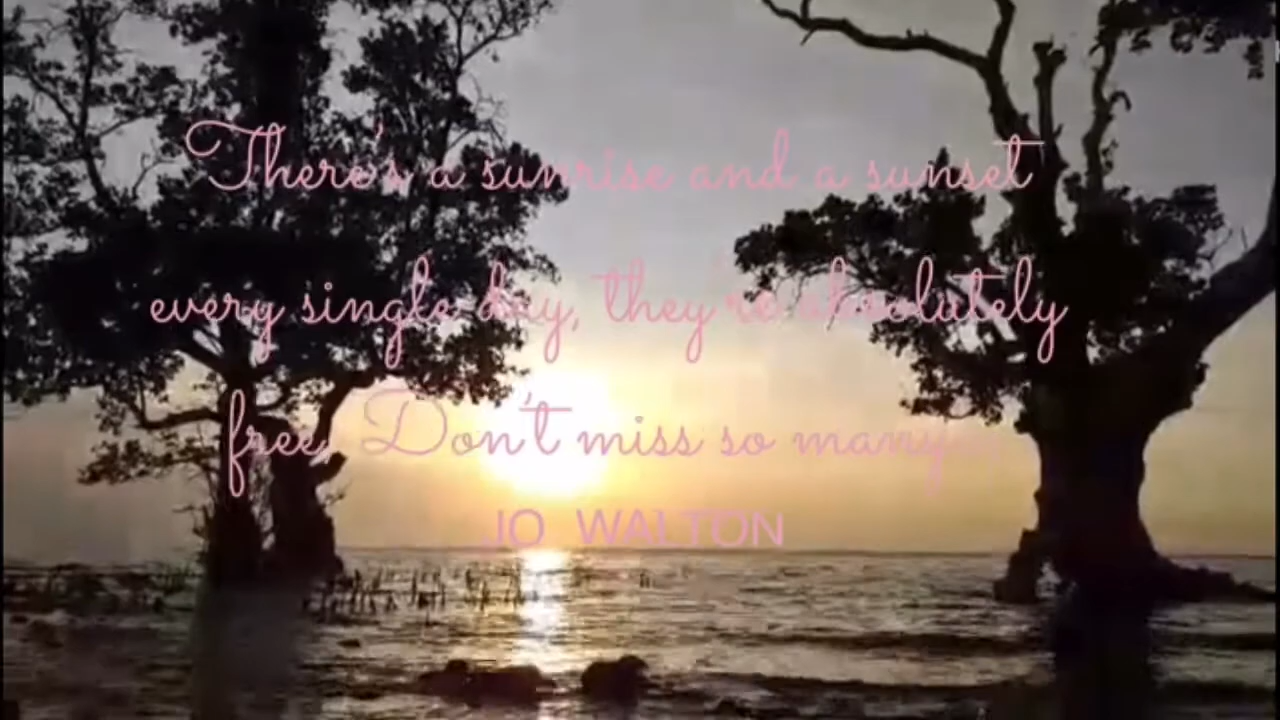 There's a sunrise and a sunset
every single day, they're absolutely
free. Don't miss so many
JO WALTON